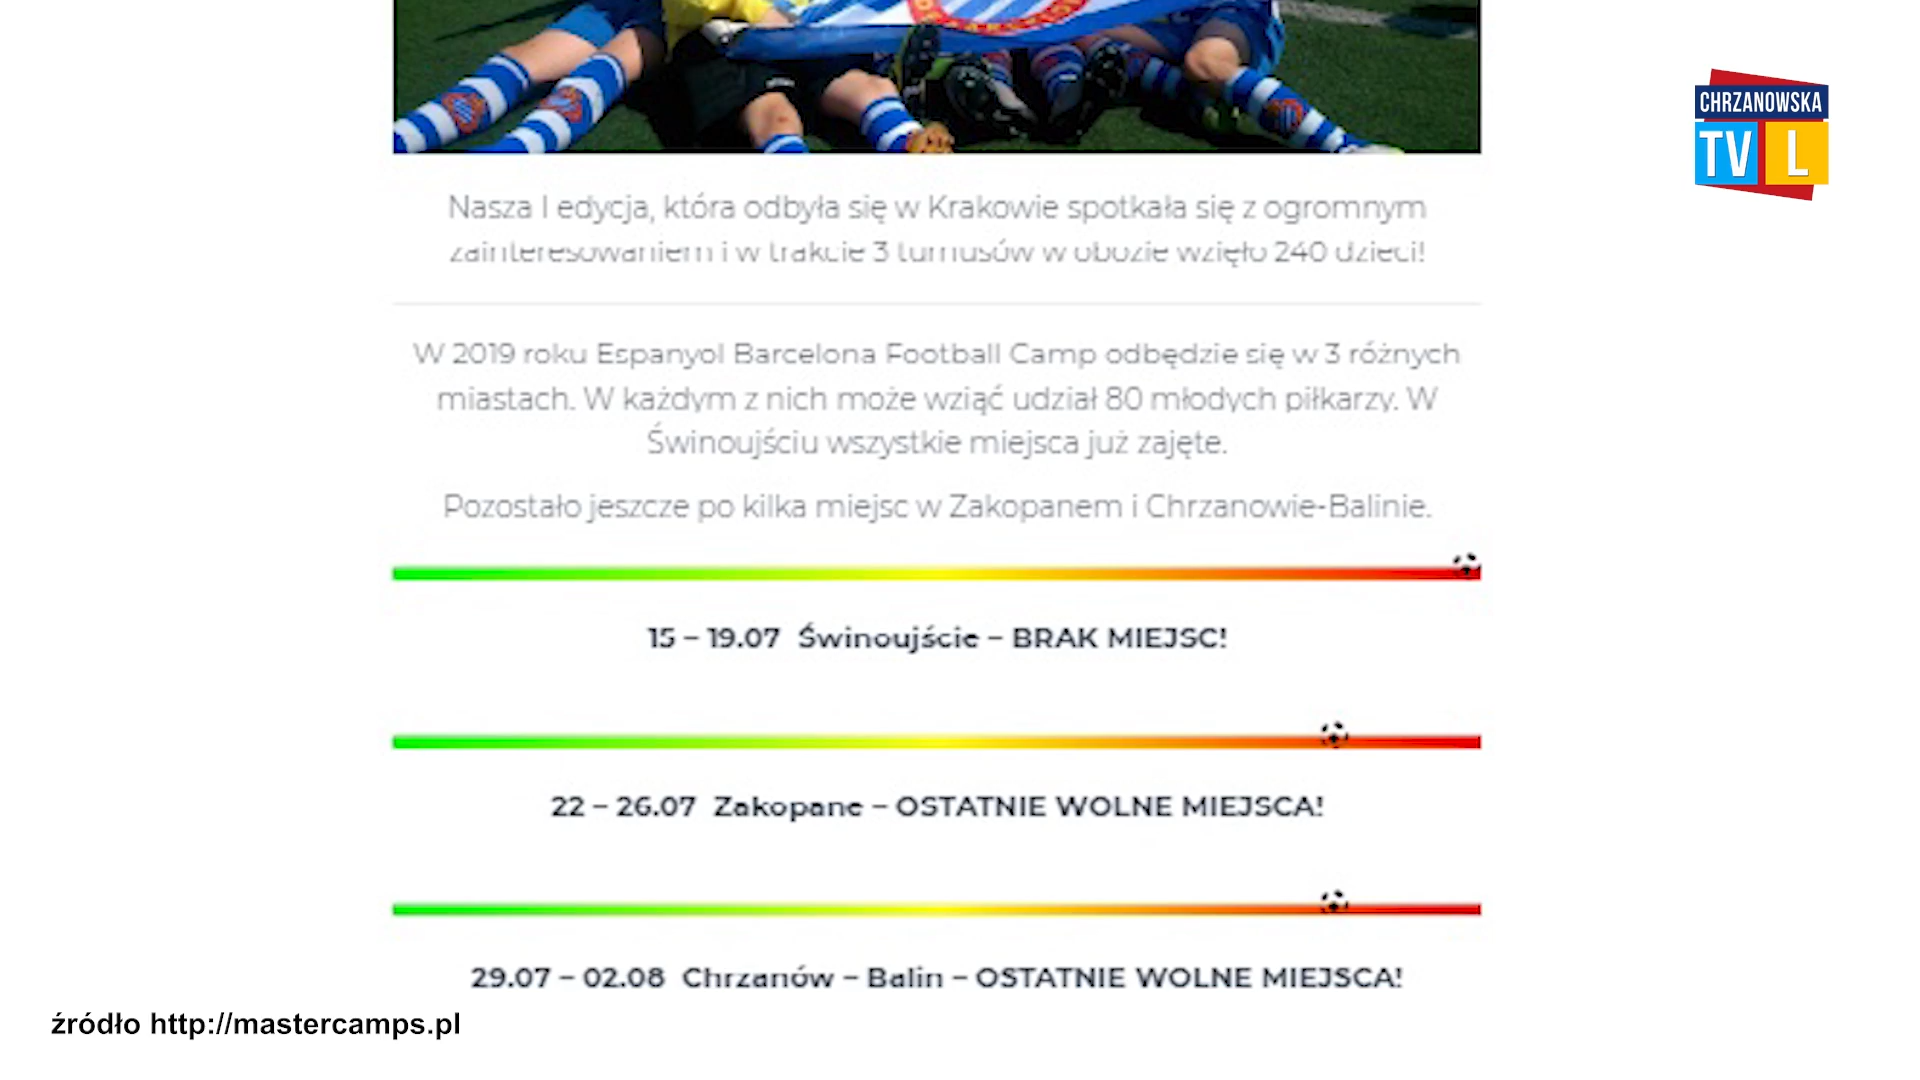 CHRZANOWSKA
TV L
Nasza I edycja, która odbyła się w Krakowie spotkała się z ogromnym
zainteresowaniem i w trakcie 3 turnusów w obozie wzięło 240 dzieci!
W 2019 roku Espanyol Barcelona Football Camp odbędzie się w 3 różnych
miastach. W każdym z nich może wziąć udział 80 młodych piłkarzy. W
Świnoujściu wszystkie miejsca już zajęte.
Pozostało jeszcze po kilka miejsc w Zakopanem i Chrzanowie-Balinie.
15 – 19.07 Świnoujście – BRAK MIEJSC!
22 – 26.07 Zakopane – OSTATNIE WOLNE MIEJSCA!
29.07 – 02.08 Chrzanów – Balin – OSTATNIE WOLNE MIEJSCA!
źródło http://mastercamps.pl